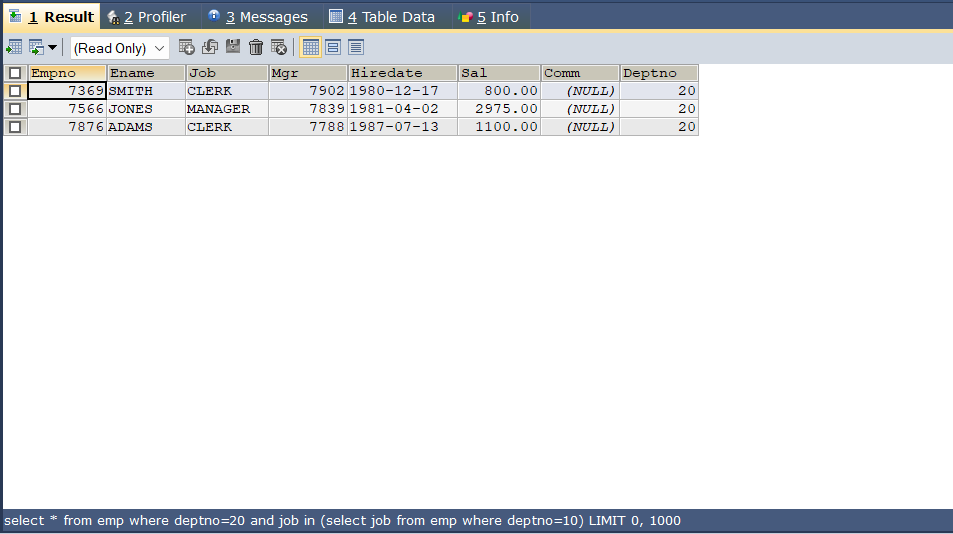 1 Result 2 Profiler 3 Messages 4 Table Data 5 Info
(Read Only)
Empno Ename Job Mgr Hiredate Sal Comm Deptno
7369 SMITH CLERK 7902 1980-12-17 800.00 (NULL) 20
7566 JONES MANAGER 7839 1981-04-02 2975.00 (NULL) 20
7876 ADAMS CLERK 7788 1987-07-13 1100.00 (NULL) 20
select * from emp where deptno=20 and job in (select job from emp where deptno=10) LIMIT 0, 1000